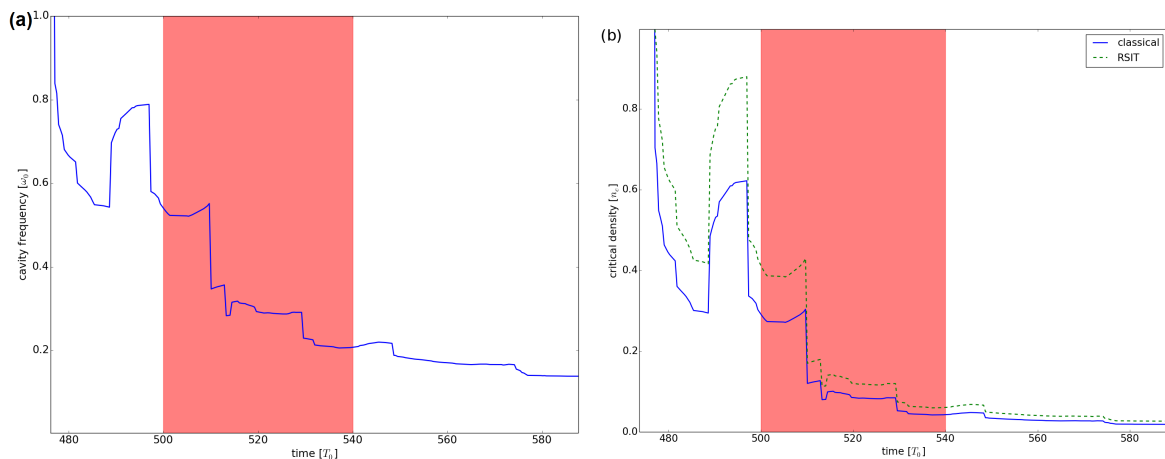 (a)
1.0
0.8
0.6
0.4
0.2
cavity frequency [ω₀]
480
500
520
540
560
580
time [T₀]
(b)
classical
RSIT
0.8
0.6
0.4
0.2
0.0
critical density [n_c]
480
500
520
540
560
580
time [T₀]